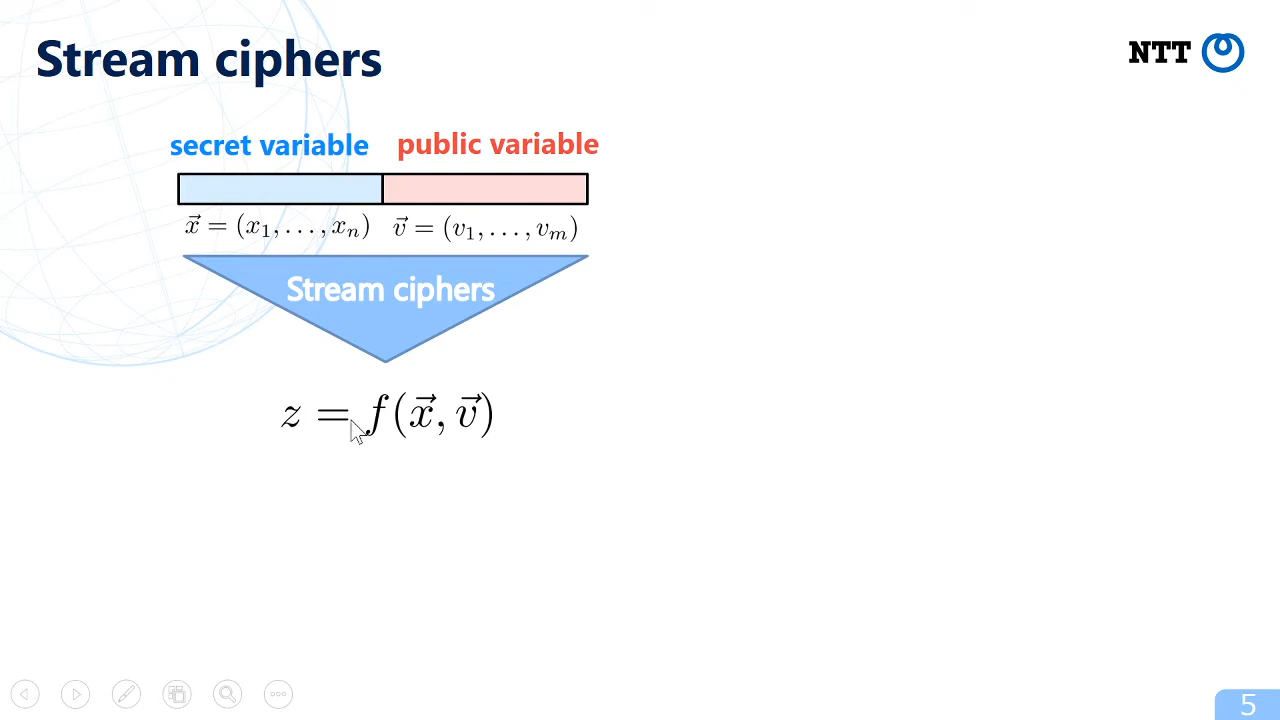 Stream ciphers
NTT
secret variable public variable
x⃗ = (x₁, . . . , xₙ) v⃗ = (v₁, . . . , vₘ)
Stream ciphers
z = f(x⃗, v⃗)
5